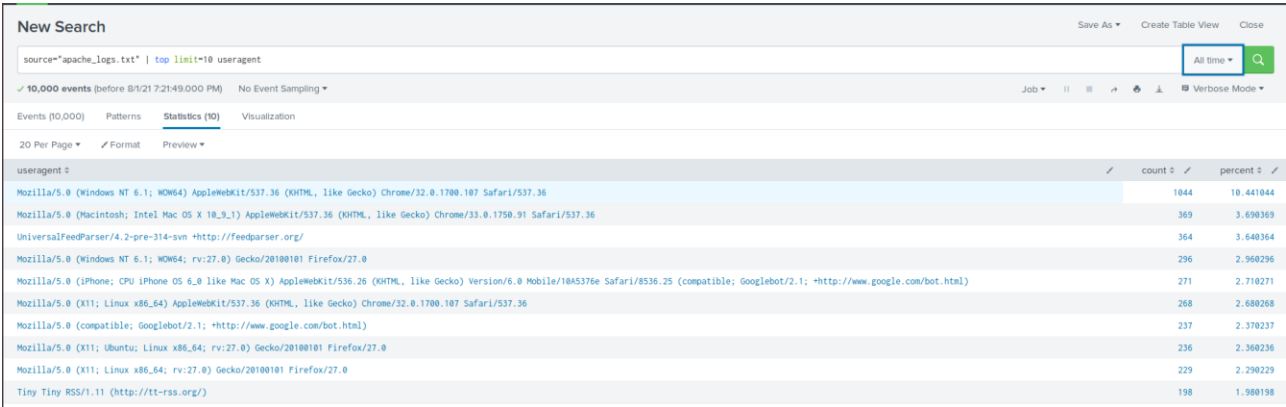 New Search
Save As Create Table View Close
source="apache_logs.txt" | top limit=10 useragent
All time
10,000 events (before 8/1/21 7:21:49.000 PM) No Event Sampling
Job Verbose Mode
Events (10,000) Patterns Statistics (10) Visualization
20 Per Page Format Preview
useragent count percent
Mozilla/5.0 (Windows NT 6.1; WOW64) AppleWebKit/537.36 (KHTML, like Gecko) Chrome/32.0.1700.107 Safari/537.36 1044 10.441044
Mozilla/5.0 (Macintosh; Intel Mac OS X 10_9_1) AppleWebKit/537.36 (KHTML, like Gecko) Chrome/33.0.1750.91 Safari/537.36 369 3.690369
UniversalFeedParser/4.2-pre-314-svn +http://feedparser.org/ 364 3.640364
Mozilla/5.0 (Windows NT 6.1; WOW64; rv:27.0) Gecko/20100101 Firefox/27.0 296 2.960296
Mozilla/5.0 (iPhone; CPU iPhone OS 6_0 like Mac OS X) AppleWebKit/536.26 (KHTML, like Gecko) Version/6.0 Mobile/10A5376e Safari/8536.25 (compatible; Googlebot/2.1; +http://www.google.com/bot.html) 271 2.710271
Mozilla/5.0 (X11; Linux x86_64) AppleWebKit/537.36 (KHTML, like Gecko) Chrome/32.0.1700.107 Safari/537.36 268 2.680268
Mozilla/5.0 (compatible; Googlebot/2.1; +http://www.google.com/bot.html) 237 2.370237
Mozilla/5.0 (X11; Ubuntu; Linux x86_64; rv:27.0) Gecko/20100101 Firefox/27.0 236 2.360236
Mozilla/5.0 (X11; Linux x86_64; rv:27.0) Gecko/20100101 Firefox/27.0 229 2.290229
Tiny Tiny RSS/1.11 (http://tt-rss.org/) 198 1.980198